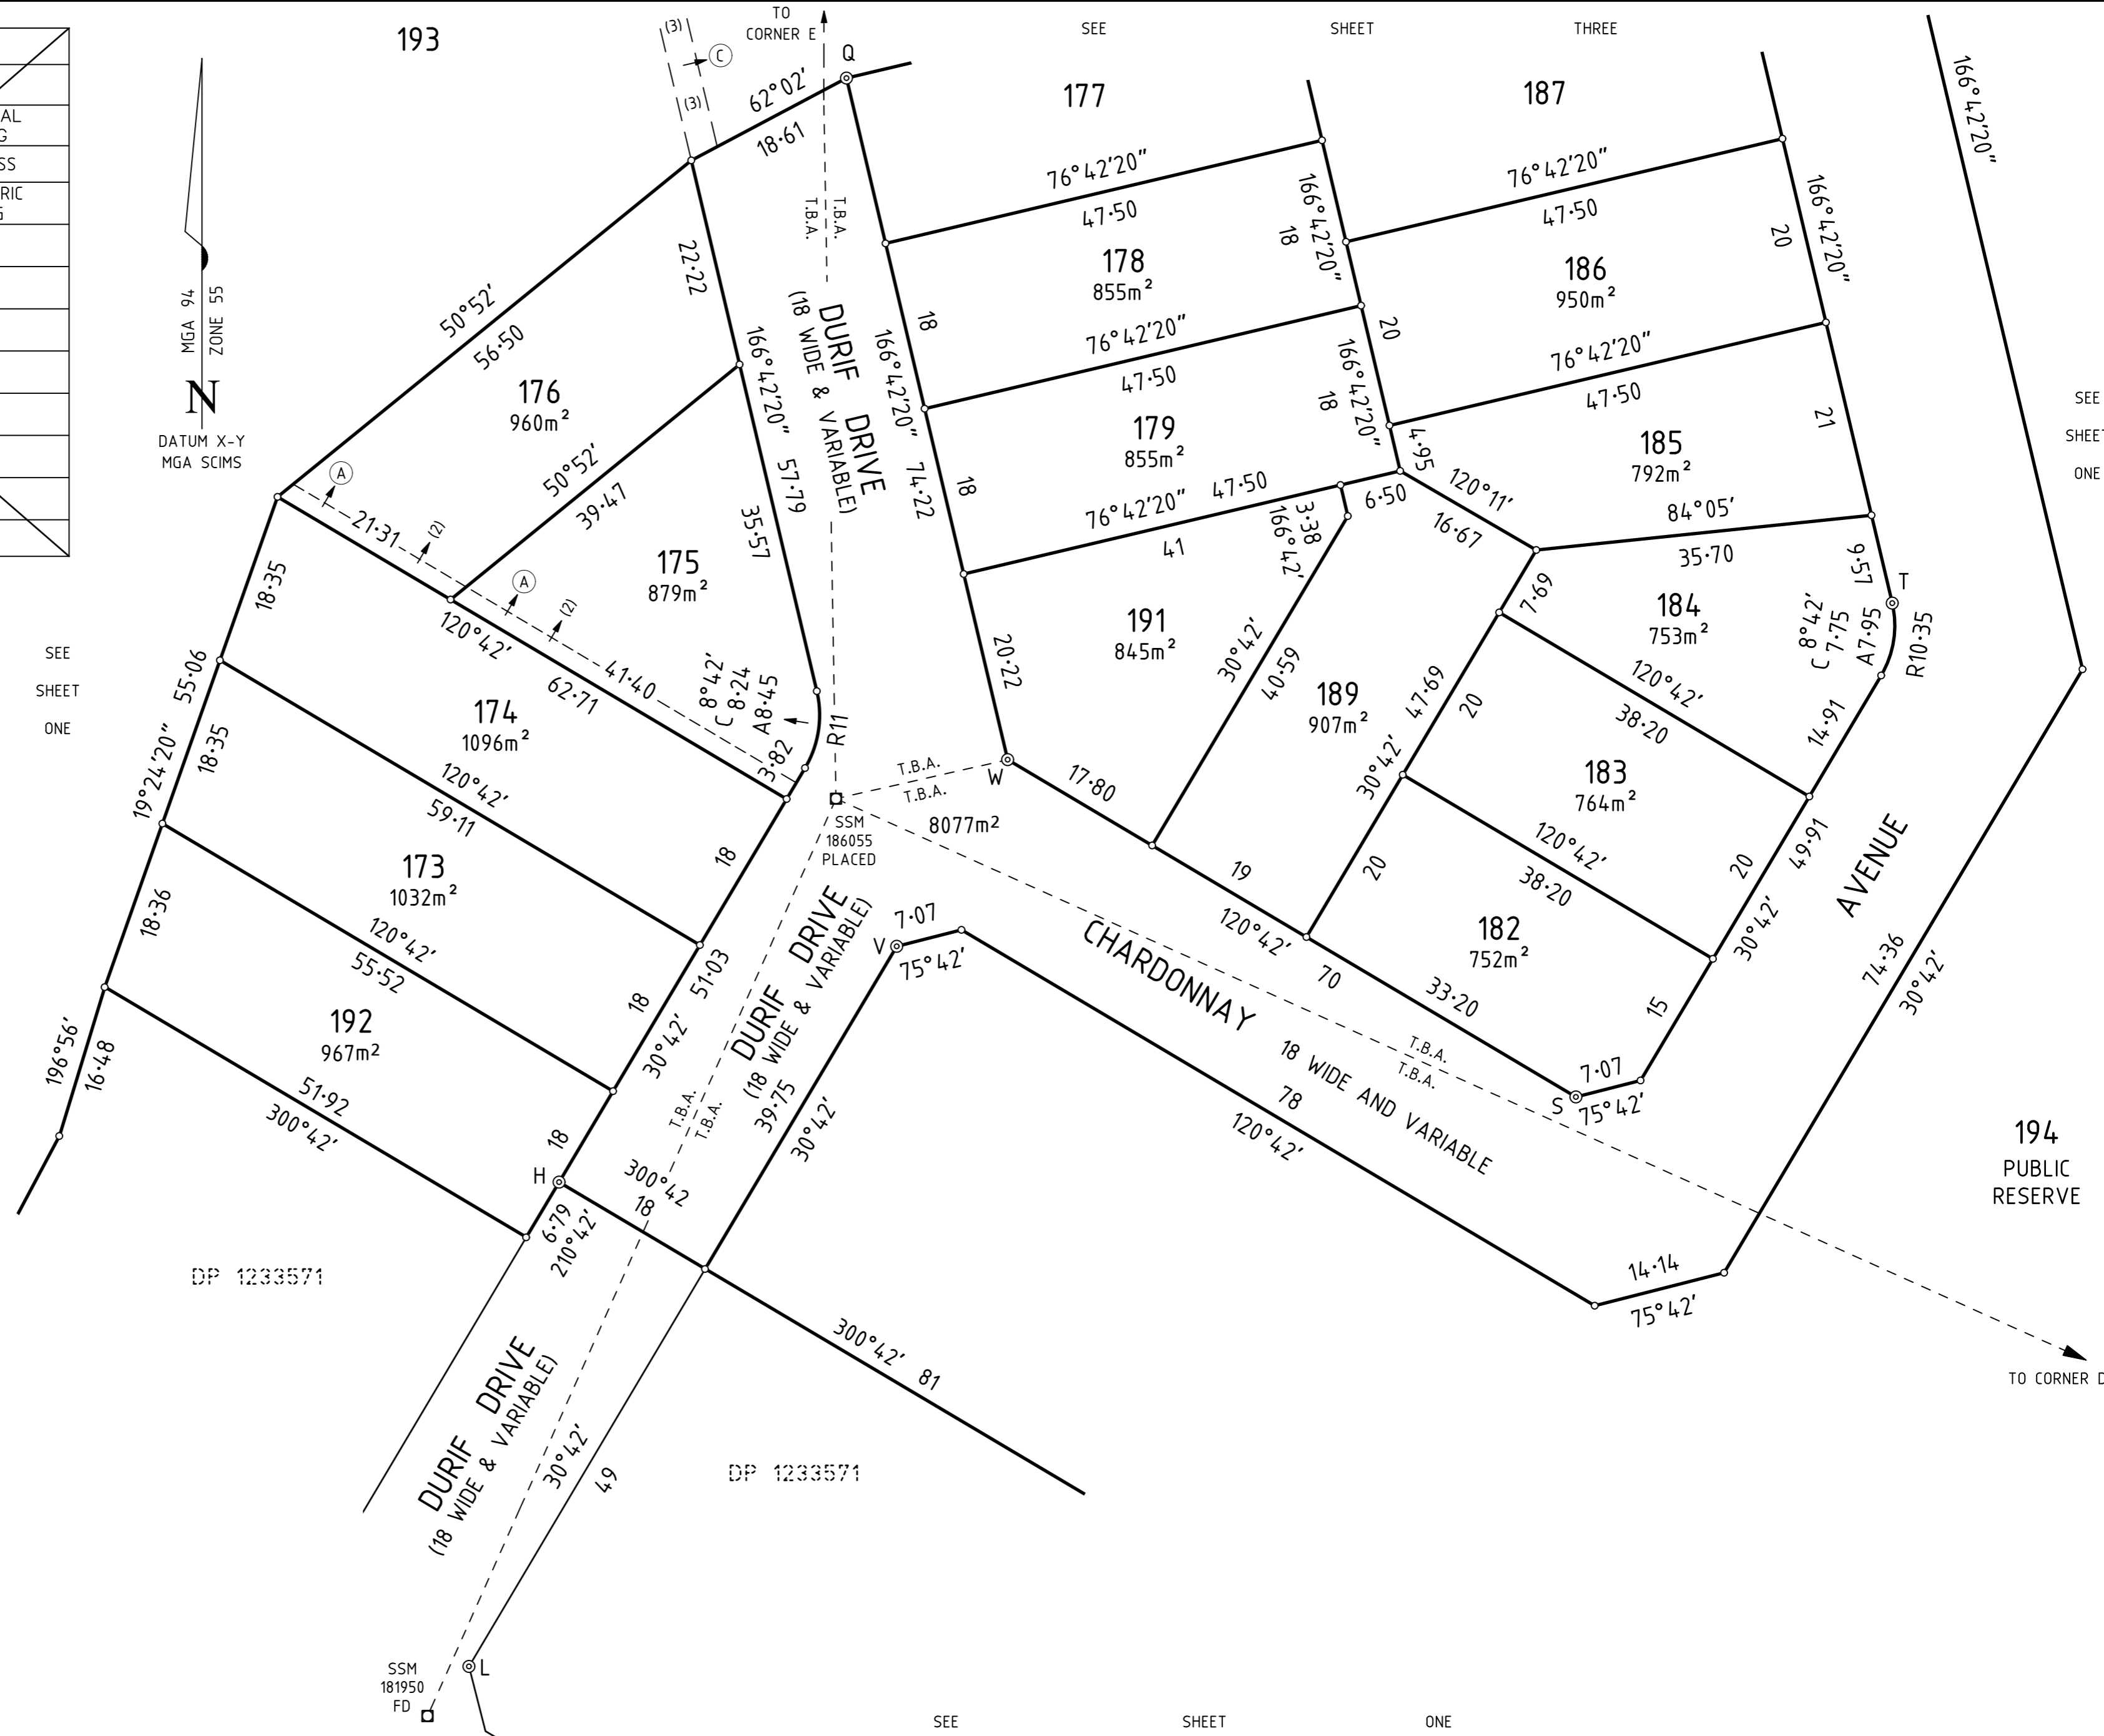 AL
G
SS
RIC
G
193
(3)
(3)
C
TO
CORNER E
Q
62°02'
18·61
SEE SHEET THREE
177
187
166°42'20"
MGA 94
ZONE 55
N
DATUM X-Y
MGA SCIMS
50°52'
56·50
176
960m²
22·22
T.B.A.
T.B.A.
DURIF DRIVE
(18 WIDE & VARIABLE)
166°42'20"
57·79
35·57
50°52'
39·47
175
879m²
A
(2)
A
(2)
21·31
120°42'
41·40
62·71
8°42'
C 8·24
A8·45
R11
3·82
76°42'20"
47·50
178
855m²
18
18
166°42'20"
76°42'20"
47·50
179
855m²
18
18
166°42'20"
166°42'20"
74·22
76°42'20"
47·50
41
6·50
3·38
166°42'
191
845m²
20·22
30°42'
40·59
76°42'20"
47·50
186
950m²
20
20
166°42'20"
76°42'20"
47·50
185
792m²
21
4·95
120°11'
16·67
84°05'
35·70
9·57
T
184
753m²
7·69
8°42'
C 7·75
A7·95
R10·35
120°42'
38·20
14·91
189
907m²
47·69
20
30°42'
20
183
764m²
120°42'
38·20
20
49·91
30°42'
182
752m²
15
33·20
7·07
S
75°42'
SEE
SHEET
ONE
SEE
SHEET
ONE
18·35
55·06
19°24'20"
18·35
18·36
174
1096m²
120°42'
59·11
18
173
1032m²
120°42'
55·52
18
51·03
30°42'
192
967m²
51·92
300°42'
18
196°56'
16·48
H
6·79
210°42'
300°42
18
SSM
186055
PLACED
T.B.A.
T.B.A.
W
8077m²
17·80
19
120°42'
70
V
7·07
75°42'
DURIF DRIVE
(18 WIDE & VARIABLE)
T.B.A.
T.B.A.
39·75
30°42'
CHARDONNAY
AVENUE
18 WIDE AND VARIABLE
T.B.A.
T.B.A.
78
120°42'
74·36
30°42'
14·14
75°42'
194
PUBLIC
RESERVE
TO CORNER D
DP 1233571
DURIF DRIVE
(18 WIDE & VARIABLE)
30°42'
49
300°42'
81
DP 1233571
SSM
181950
FD
L
SEE SHEET ONE